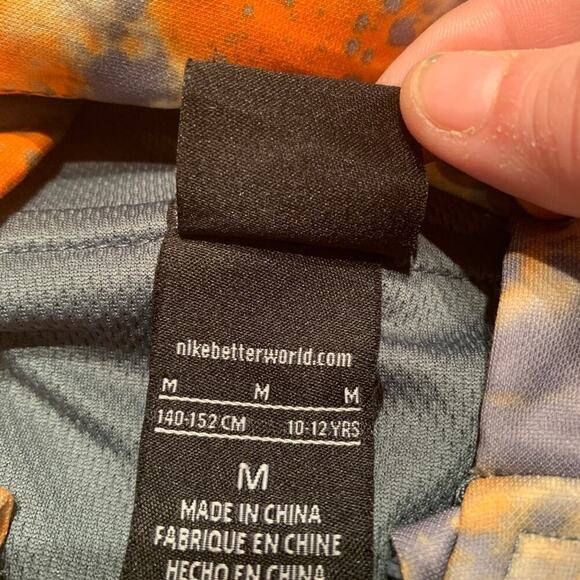 nikebetterworld.com
M M M
140-152 CM 10-12 YRS
M
MADE IN CHINA
FABRIQUE EN CHINE
HECHO EN CHINA